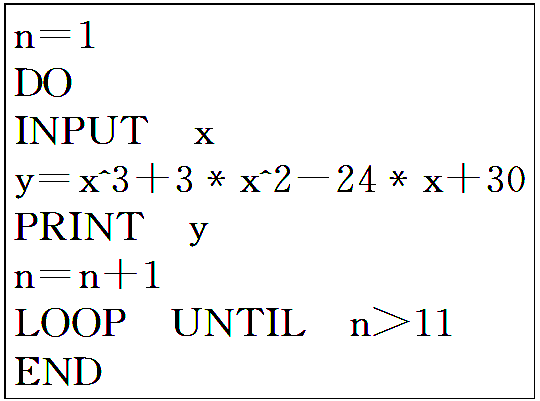 n＝1
DO
INPUT x
y＝x^3＋3＊x^2－24＊x＋30
PRINT y
n＝n＋1
LOOP UNTIL n＞11
END